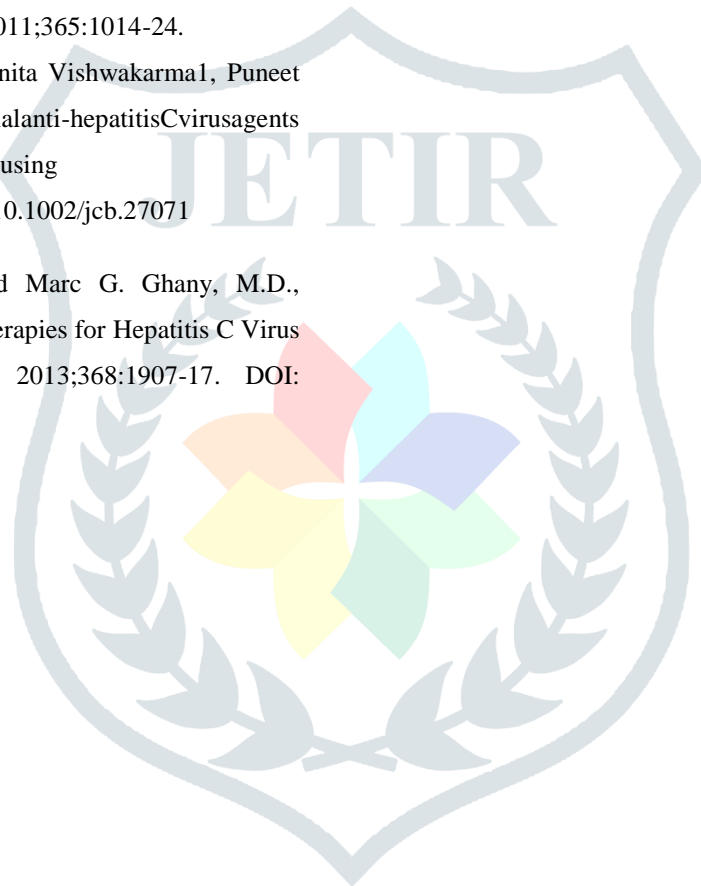 011;365:1014-24.
nita Vishwakarma1, Puneet
alanti-hepatitisCvirusagents
using
10.1002/jcb.27071
d Marc G. Ghany, M.D.,
erapies for Hepatitis C Virus
2013;368:1907-17. DOI:
JETIR